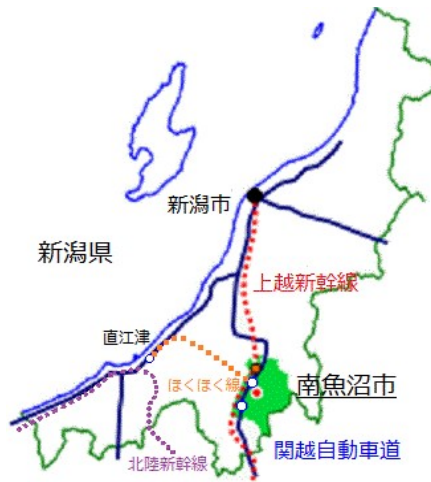 新潟市
新潟県
上越新幹線
直江津
ほくほく線
南魚沼市
関越自動車道
北陸新幹線